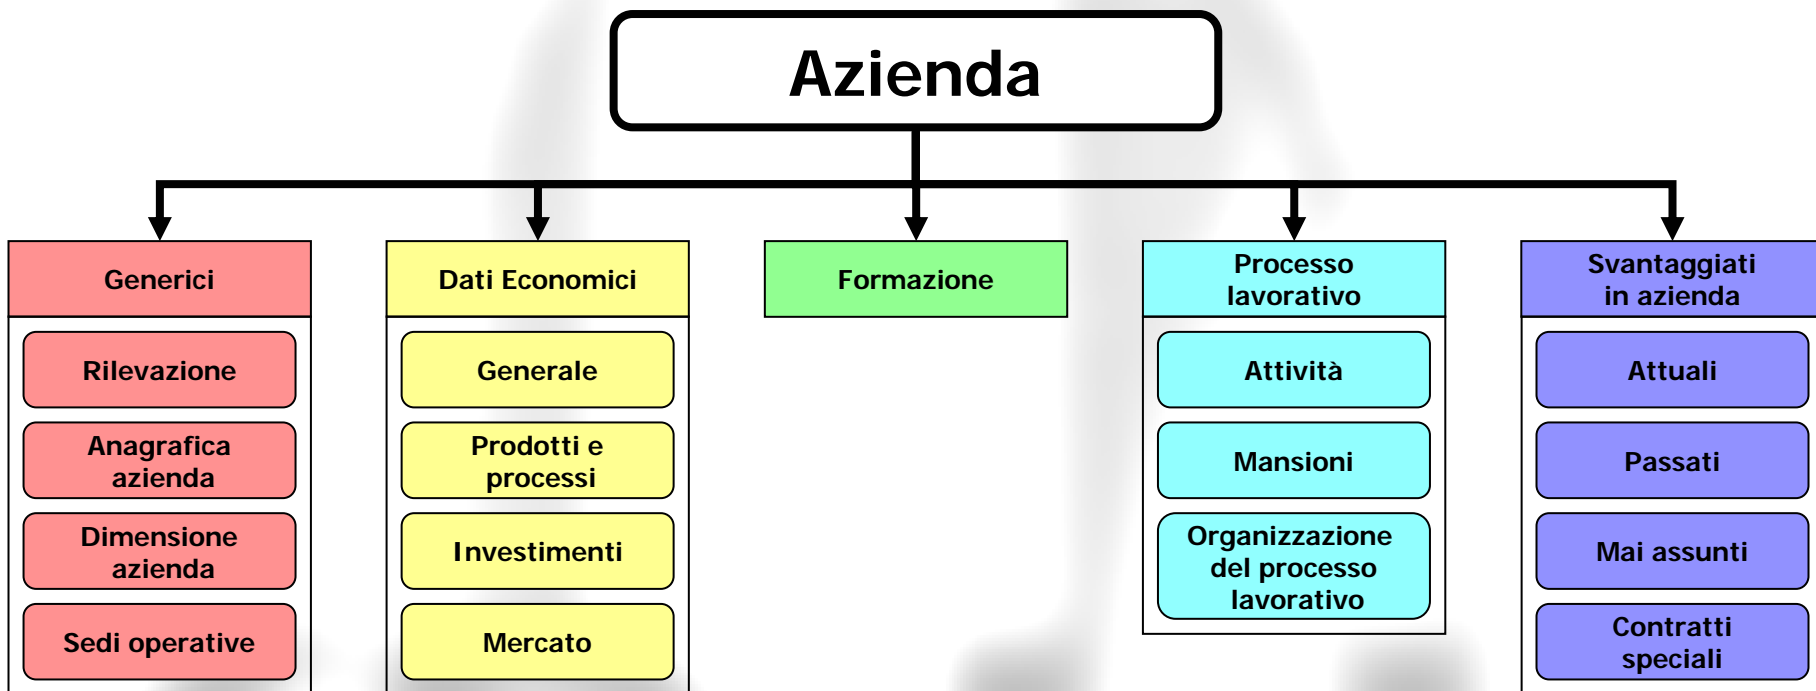 Azienda
Generici
Rilevazione
Anagrafica
azienda
Dimensione
azienda
Sedi operative
Dati Economici
Generale
Prodotti e
processi
Investimenti
Mercato
Formazione
Processo
lavorativo
Attività
Mansioni
Organizzazione
del processo
lavorativo
Svantaggiati
in azienda
Attuali
Passati
Mai assunti
Contratti
speciali